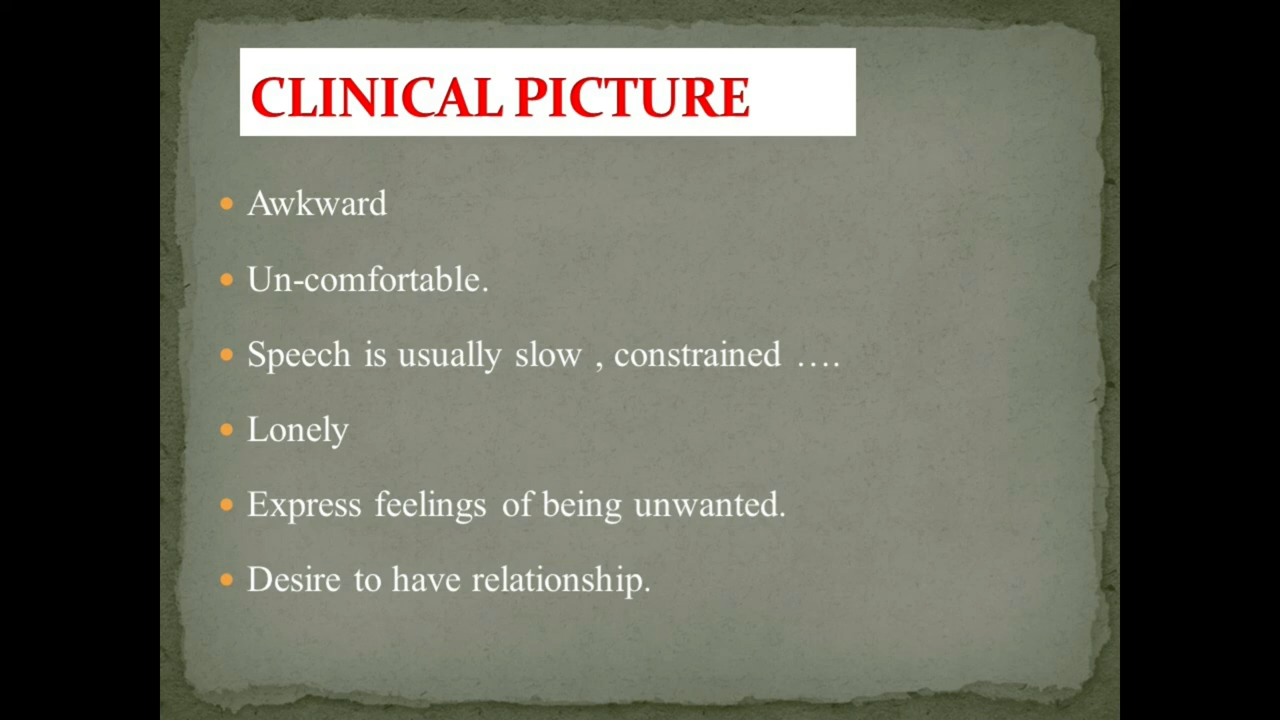 CLINICAL PICTURE
• Awkward
• Un-comfortable.
• Speech is usually slow , constrained ….
• Lonely
• Express feelings of being unwanted.
• Desire to have relationship.